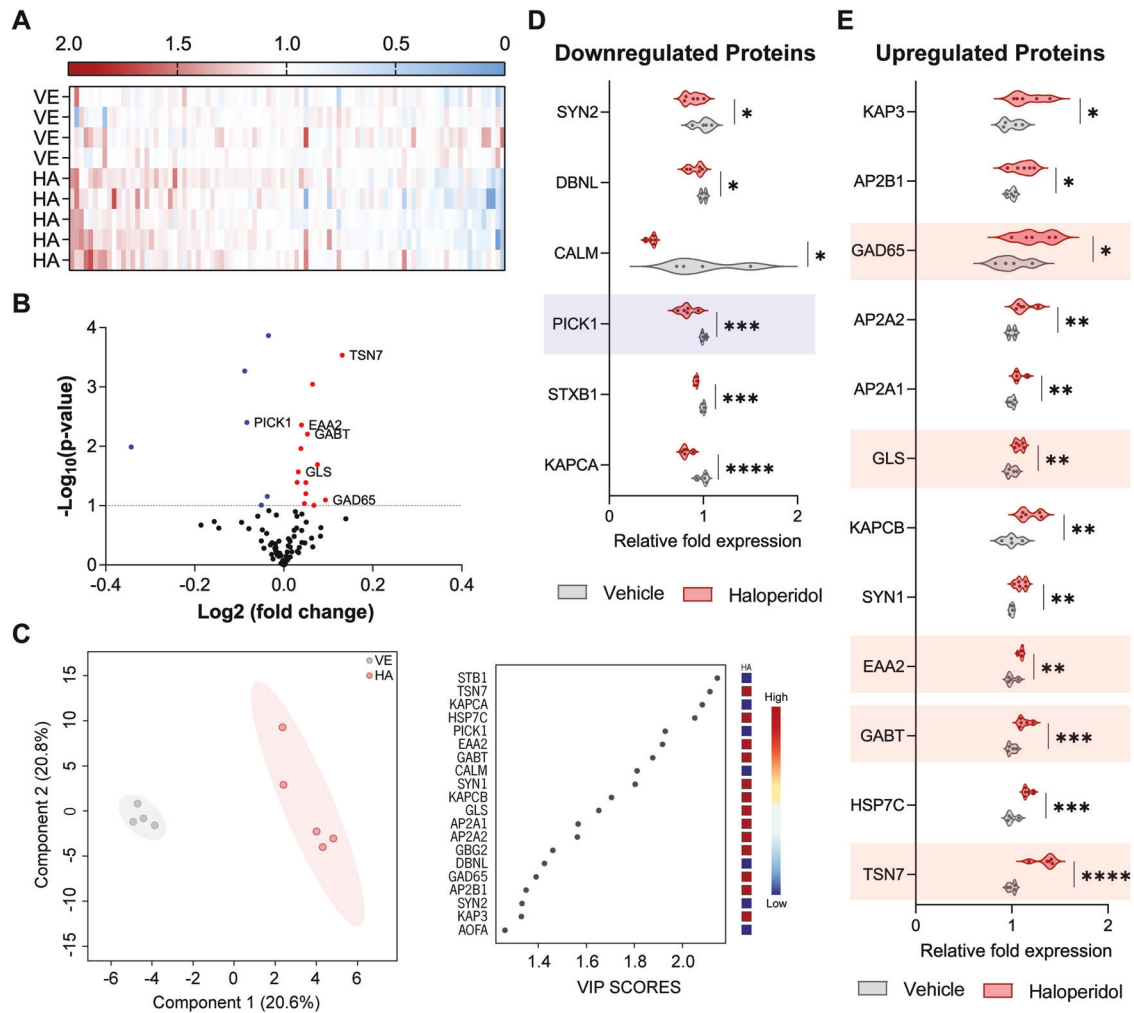 A
2.0 1.5 1.0 0.5 0
VE
VE
VE
VE
HA
HA
HA
HA
HA
B
-Log10(p-value)
4
3
2
1
0
-0.4 -0.2 0.0 0.2 0.4
Log2 (fold change)
TSN7
PICK1
EAA2
GABT
GLS
GAD65
C
Component 2 (20.8%)
15
10
5
0
-5
-10
-15
-6 -4 -2 0 2 4 6
Component 1 (20.6%)
VE
HA
STB1
TSN7
KAPCA
HSP7C
PICK1
EAA2
GABT
CALM
SYN1
KAPCB
GLS
AP2A1
AP2A2
GBG2
DBNL
GAD65
AP2B1
SYN2
KAP3
AOFA
1.4 1.6 1.8 2.0
VIP SCORES
HA
High
Low
D
Downregulated Proteins
SYN2 *
DBNL *
CALM *
PICK1 ***
STXB1 ***
KAPCA ****
0 1 2
Relative fold expression
Vehicle Haloperidol
E
Upregulated Proteins
KAP3 *
AP2B1 *
GAD65 *
AP2A2 **
AP2A1 **
GLS **
KAPCB **
SYN1 **
EAA2 **
GABT ***
HSP7C ***
TSN7 ****
0 1 2
Relative fold expression
Vehicle Haloperidol